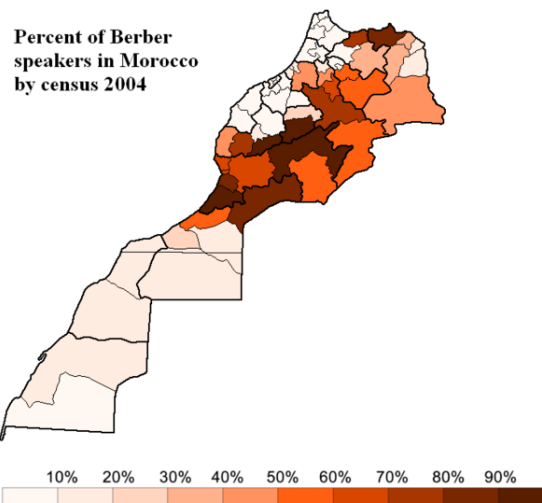 Percent of Berber
speakers in Morocco
by census 2004
10% 20% 30% 40% 50% 60% 70% 80% 90%